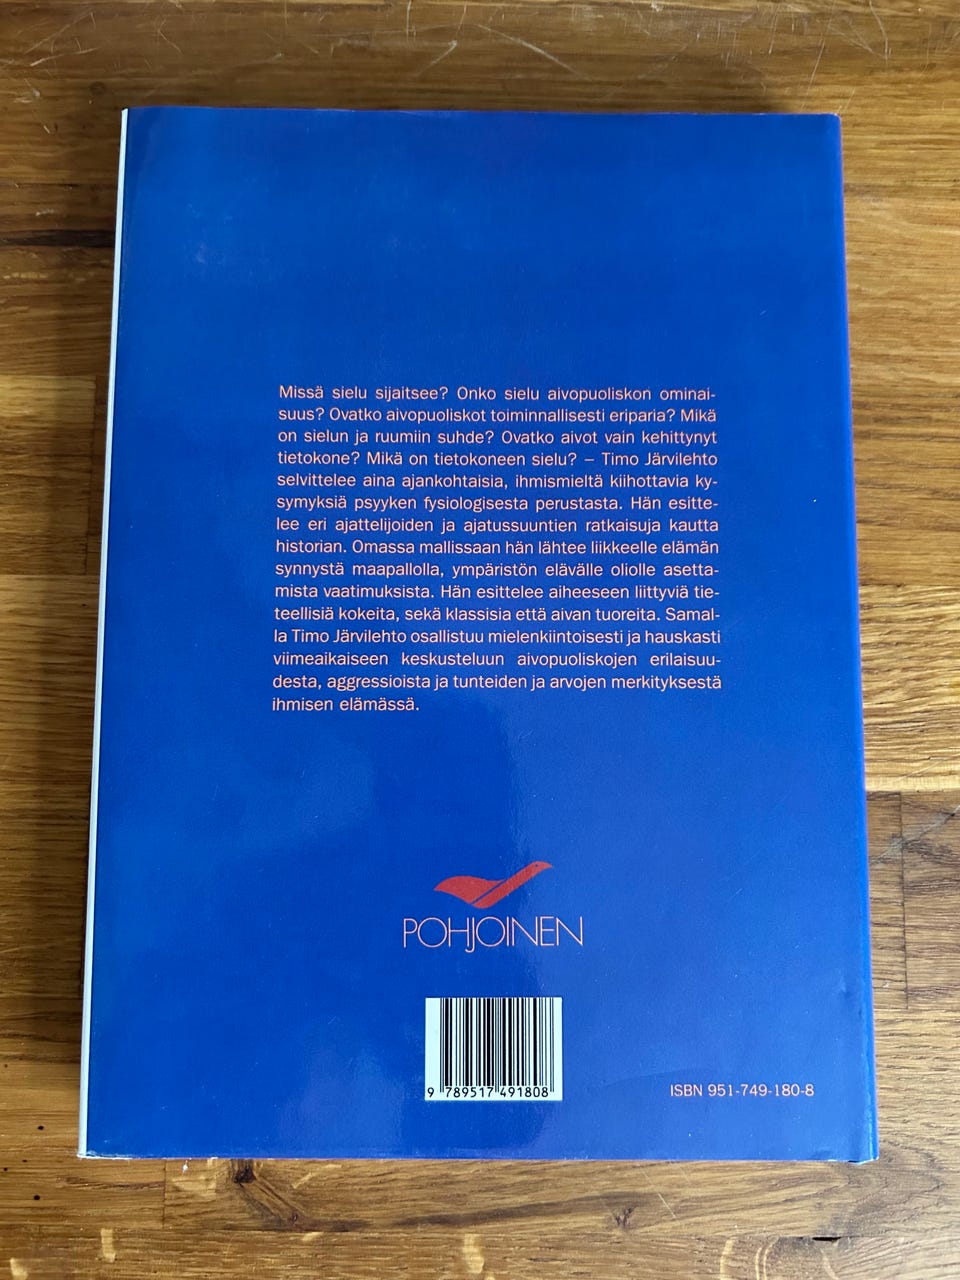 Missä sielu sijaitsee? Onko sielu aivopuoliskon ominai-
suus? Ovatko aivopuoliskot toiminnallisesti eriparia? Mikä
on sielun ja ruumiin suhde? Ovatko aivot vain kehittynyt
tietokone? Mikä on tietokoneen sielu? – Timo Järvilehto
selvittelee aina ajankohtaisia, ihmismieltä kiihottavia ky-
symyksiä psyyken fysiologisesta perustasta. Hän esitte-
lee eri ajattelijoiden ja ajatussuuntien ratkaisuja kautta
historian. Omassa mallissaan hän lähtee liikkeelle elämän
synnystä maapallolla, ympäristön elävälle oliolle asetta-
mista vaatimuksista. Hän esittelee aiheeseen liittyviä tie-
teellisiä kokeita, sekä klassisia että aivan tuoreita. Samal-
la Timo Järvilehto osallistuu mielenkiintoisesti ja hauskasti
viimeaikaiseen keskusteluun aivopuoliskojen erilaisuu-
desta, aggressioista ja tunteiden ja arvojen merkityksestä
ihmisen elämässä.
POHJOINEN
9 789517 491808
ISBN 951-749-180-8